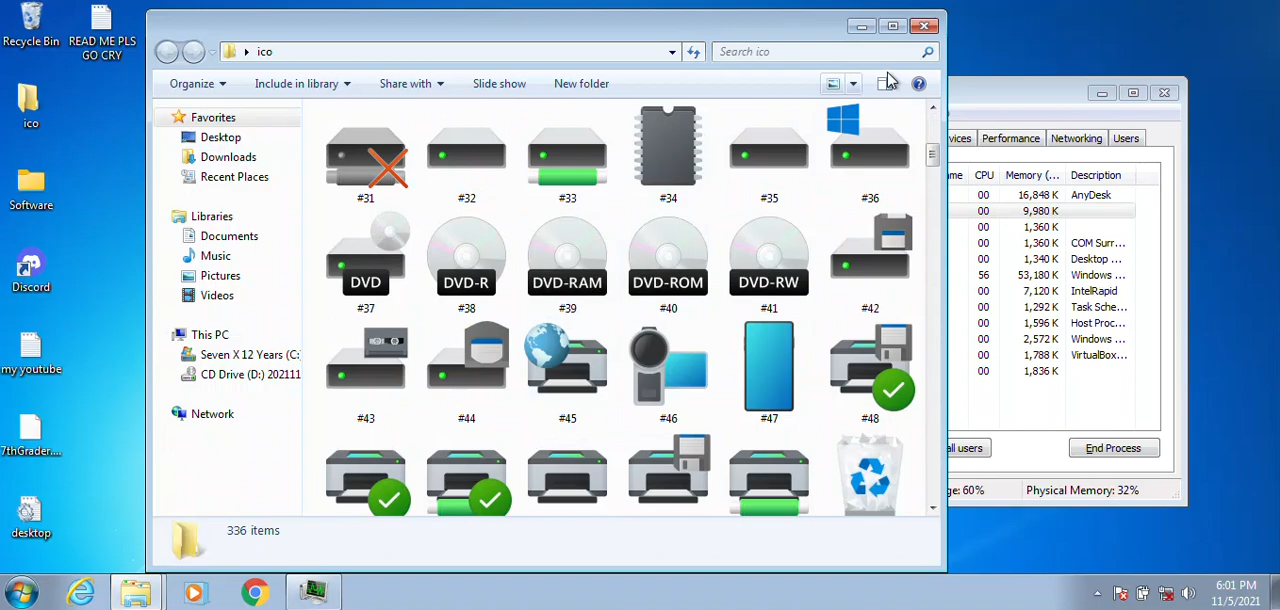 Recycle Bin
READ ME PLS
GO CRY
ico
Software
Discord
my youtube
7thGrader....
desktop
ico
Search ico
Organize
Include in library
Share with
Slide show
New folder
Favorites
Desktop
Downloads
Recent Places
Libraries
Documents
Music
Pictures
Videos
This PC
Seven X 12 Years (C:
CD Drive (D:) 202111
Network
#31
#32
#33
#34
#35
#36
DVD
DVD-R
DVD-RAM
DVD-ROM
DVD-RW
#37
#38
#39
#40
#41
#42
#43
#44
#45
#46
#47
#48
336 items
vices
Performance
Networking
Users
ame
CPU
Memory (...
Description
00 16,848 K AnyDesk
00 9,980 K
00 1,360 K
00 1,360 K COM Surr...
00 1,340 K Desktop ...
56 53,180 K Windows ...
00 7,120 K IntelRapid
00 1,292 K Task Sche...
00 1,596 K Host Proc...
00 2,572 K Windows ...
00 1,788 K VirtualBox...
00 1,836 K
all users
End Process
ge: 60%
Physical Memory: 32%
6:01 PM
11/5/2021